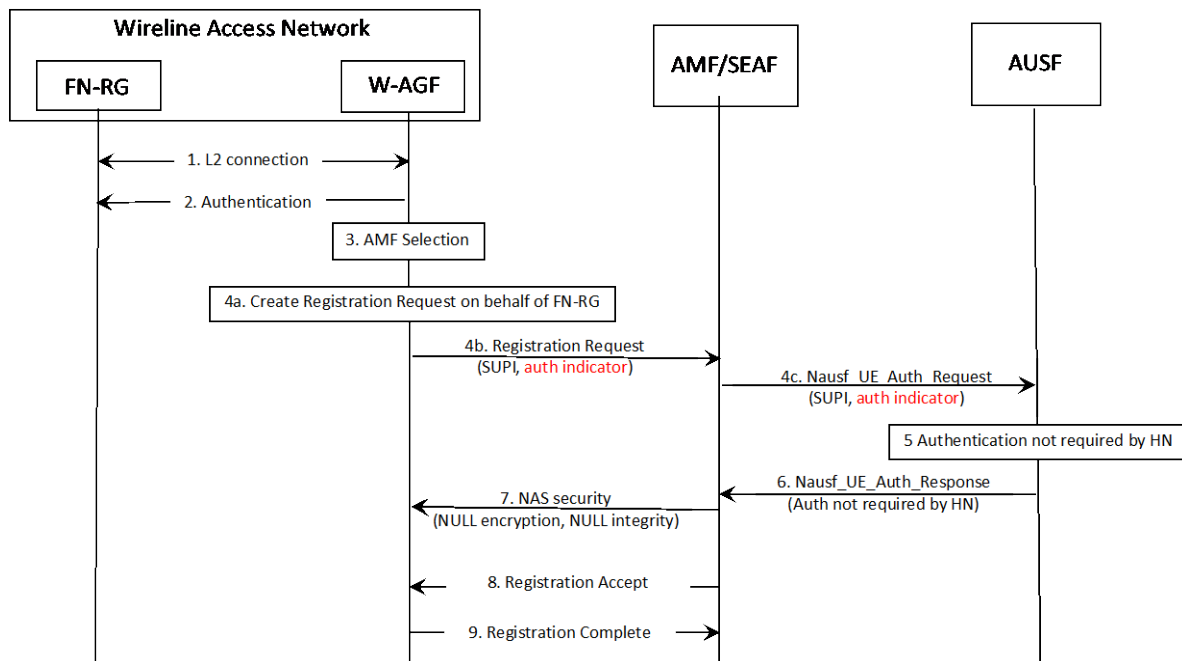 Wireline Access Network
FN-RG
W-AGF
AMF/SEAF
AUSF
1. L2 connection
2. Authentication
3. AMF Selection
4a. Create Registration Request on behalf of FN-RG
4b. Registration Request
(SUPI, auth indicator)
4c. Nausf_UE_Auth_Request
(SUPI, auth indicator)
5 Authentication not required by HN
6. Nausf_UE_Auth_Response
(Auth not required by HN)
7. NAS security
(NULL encryption, NULL integrity)
8. Registration Accept
9. Registration Complete